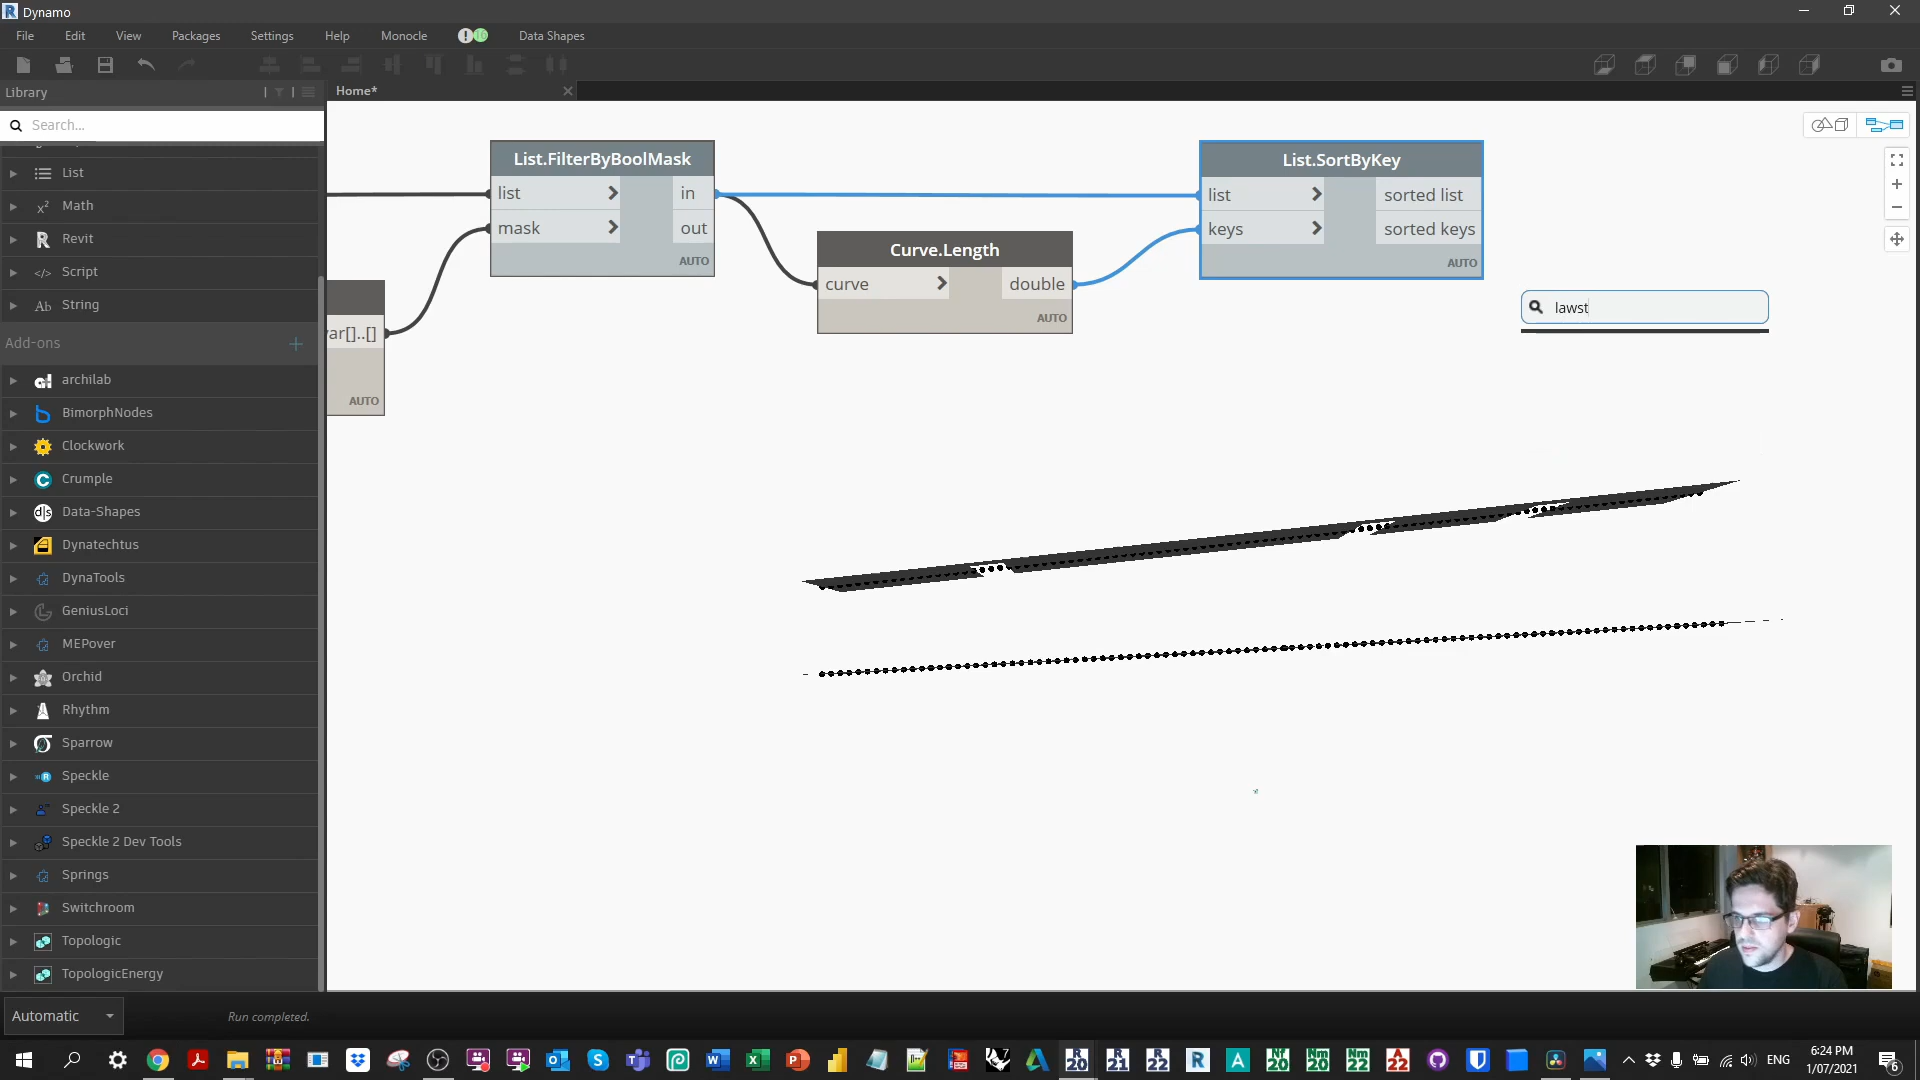 Dynamo
File Edit View Packages Settings Help Monocle ! 16 Data Shapes
Library
Home*
Search...
List
Math
Revit
Script
String
Add-ons
archilab
BimorphNodes
Clockwork
Crumple
Data-Shapes
Dynatechtus
DynaTools
GeniusLoci
MEPover
Orchid
Rhythm
Sparrow
Speckle
Speckle 2
Speckle 2 Dev Tools
Springs
Switchroom
Topologic
TopologicEnergy
List.FilterByBoolMask
list in
mask out
AUTO
var[]..[]
AUTO
Curve.Length
curve double
AUTO
List.SortByKey
list sorted list
keys sorted keys
AUTO
lawst
Automatic
Run completed.
ENG
6:24 PM
1/07/2021
6